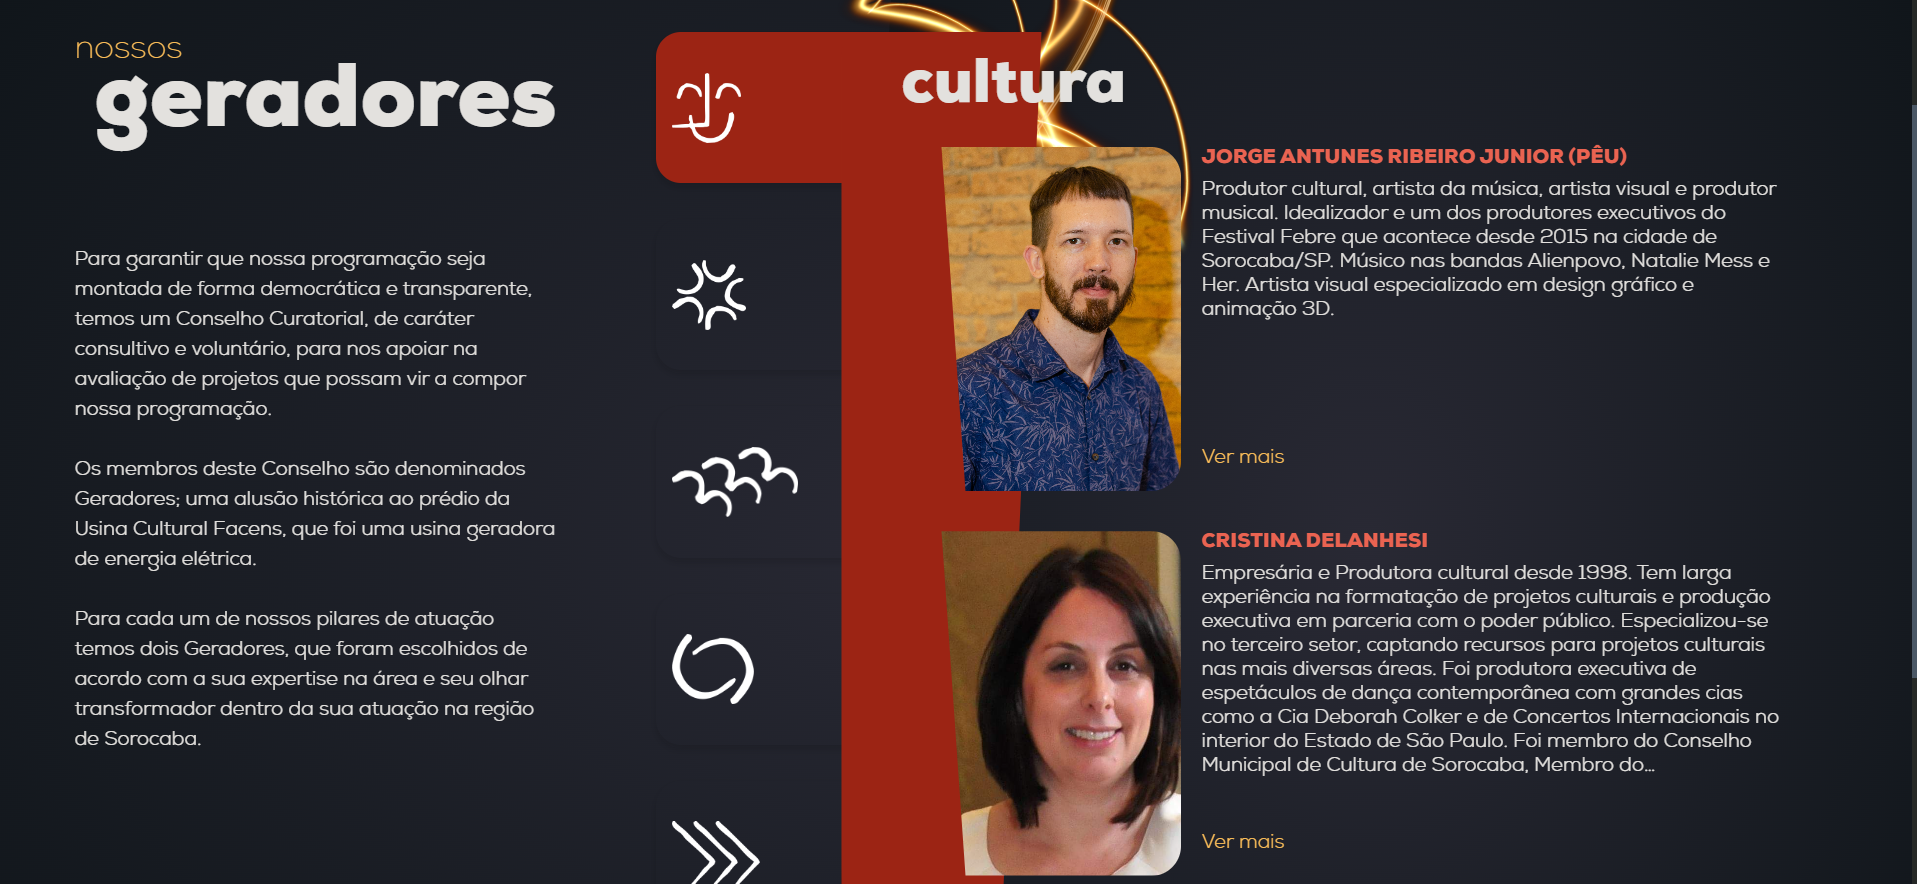 nossos
geradores
Para garantir que nossa programação seja
montada de forma democrática e transparente,
temos um Conselho Curatorial, de caráter
consultivo e voluntário, para nos apoiar na
avaliação de projetos que possam vir a compor
nossa programação.
Os membros deste Conselho são denominados
Geradores; uma alusão histórica ao prédio da
Usina Cultural Facens, que foi uma usina geradora
de energia elétrica.
Para cada um de nossos pilares de atuação
temos dois Geradores, que foram escolhidos de
acordo com a sua expertise na área e seu olhar
transformador dentro da sua atuação na região
de Sorocaba.
cultura
JORGE ANTUNES RIBEIRO JUNIOR (PÊU)
Produtor cultural, artista da música, artista visual e produtor
musical. Idealizador e um dos produtores executivos do
Festival Febre que acontece desde 2015 na cidade de
Sorocaba/SP. Músico nas bandas Alienpovo, Natalie Mess e
Her. Artista visual especializado em design gráfico e
animação 3D.
Ver mais
CRISTINA DELANHESI
Empresária e Produtora cultural desde 1998. Tem larga
experiência na formatação de projetos culturais e produção
executiva em parceria com o poder público. Especializou-se
no terceiro setor, captando recursos para projetos culturais
nas mais diversas áreas. Foi produtora executiva de
espetáculos de dança contemporânea com grandes cias
como a Cia Deborah Colker e de Concertos Internacionais no
interior do Estado de São Paulo. Foi membro do Conselho
Municipal de Cultura de Sorocaba, Membro do...
Ver mais